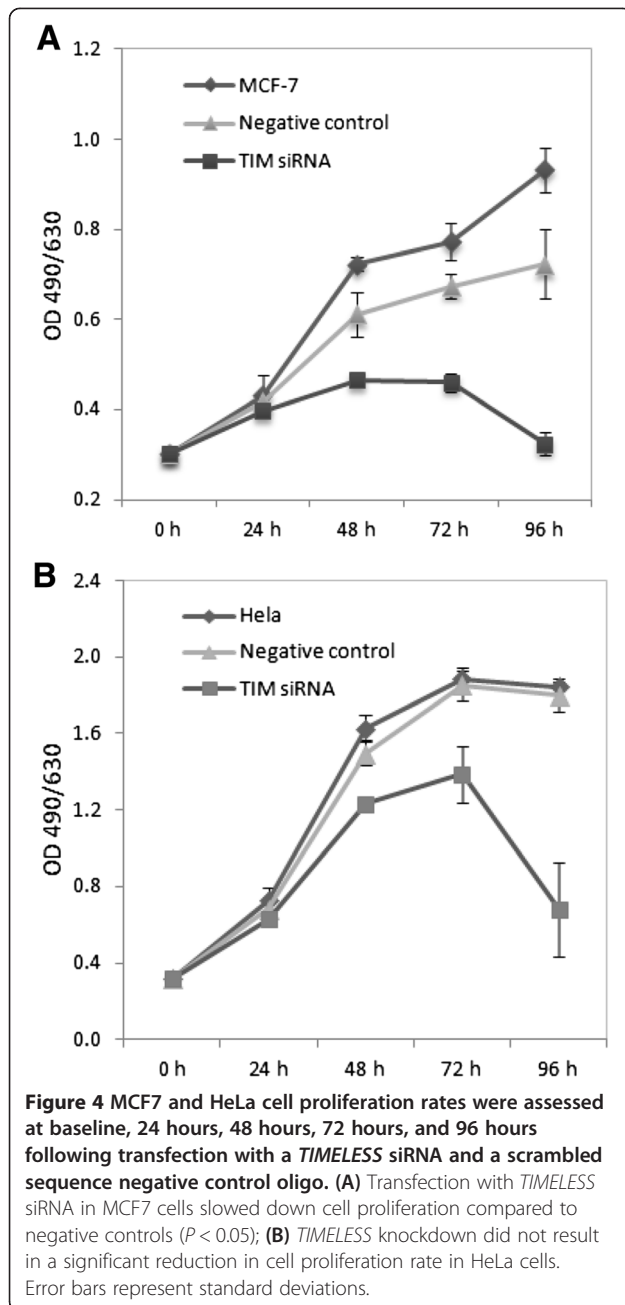 A
1.2
1.0
0.8
0.6
0.4
0.2
OD 490/630
MCF-7
Negative control
TIM siRNA
0 h 24 h 48 h 72 h 96 h
B
2.4
2.0
1.6
1.2
0.8
0.4
0.0
OD 490/630
Hela
Negative control
TIM siRNA
0 h 24 h 48 h 72 h 96 h
Figure 4 MCF7 and HeLa cell proliferation rates were assessed
at baseline, 24 hours, 48 hours, 72 hours, and 96 hours
following transfection with a TIMELESS siRNA and a scrambled
sequence negative control oligo. (A) Transfection with TIMELESS
siRNA in MCF7 cells slowed down cell proliferation compared to
negative controls (P < 0.05); (B) TIMELESS knockdown did not result
in a significant reduction in cell proliferation rate in HeLa cells.
Error bars represent standard deviations.